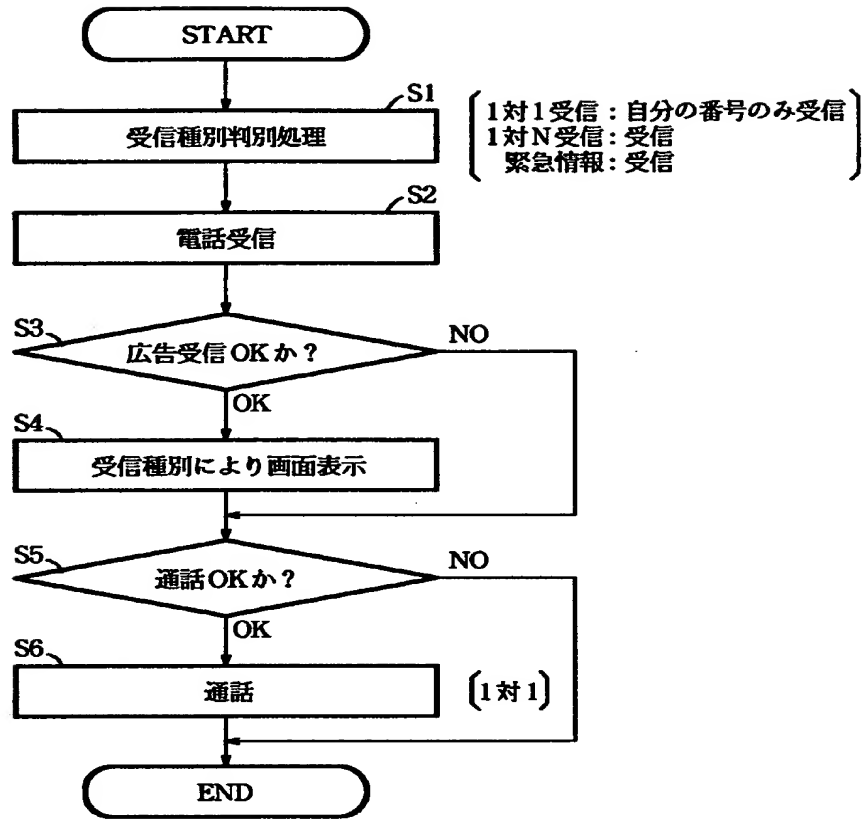 START
S1
受信種別判別処理
1対1受信：自分の番号のみ受信
1対N受信：受信
緊急情報：受信
S2
電話受信
S3
広告受信OKか？
NO
OK
S4
受信種別により画面表示
S5
通話OKか？
NO
OK
S6
通話
(1対1)
END